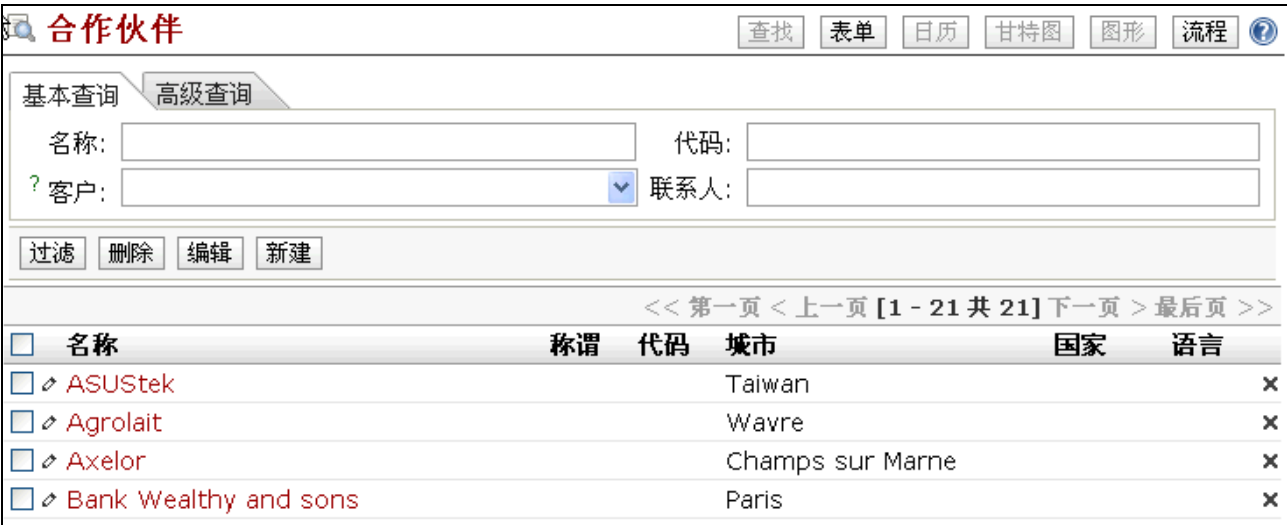 合作伙伴 查找 表单 日历 甘特图 图形 流程 ?
基本查询 高级查询
名称: 代码:
? 客户: 联系人:
过滤 删除 编辑 新建
<< 第一页 < 上一页 [1 - 21 共 21] 下一页 > 最后页 >>
名称 称谓 代码 城市 国家 语言
ASUStek Taiwan
Agrolait Wavre
Axelor Champs sur Marne
Bank Wealthy and sons Paris